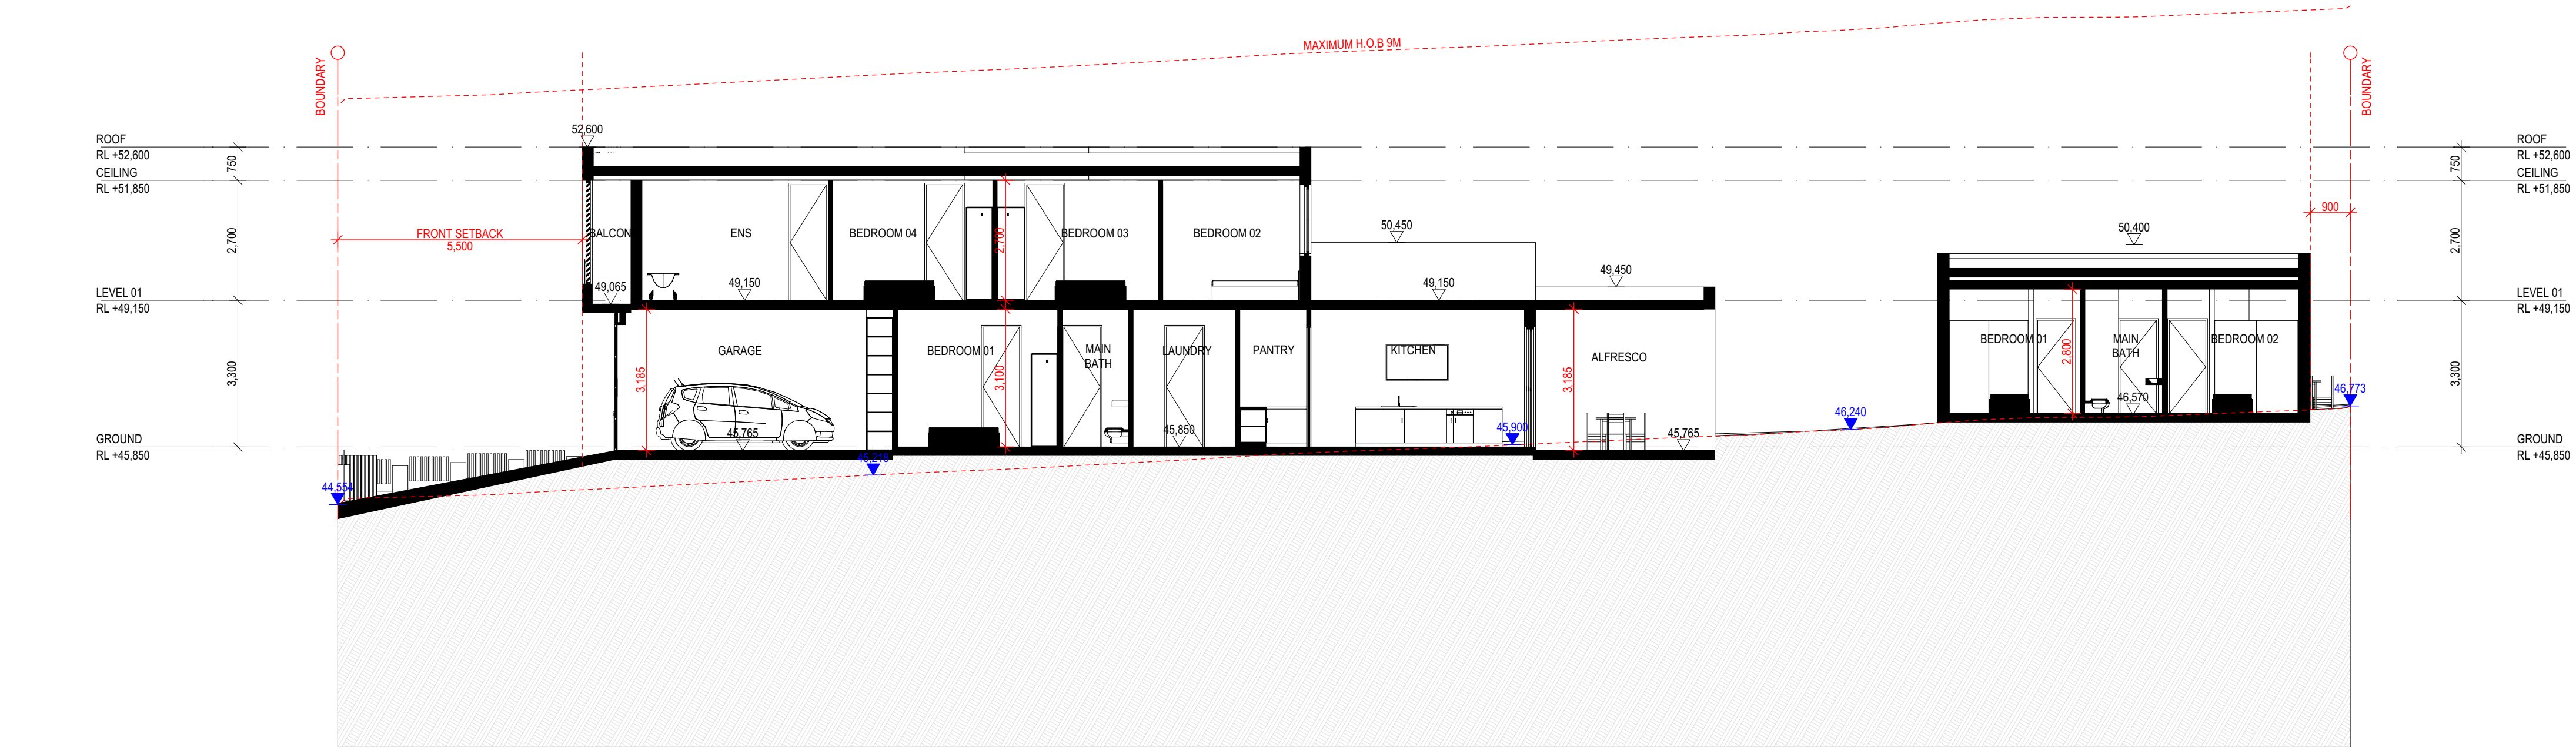 MAXIMUM H.O.B 9M
BOUNDARY
BOUNDARY
52,600
ROOF
RL +52,600
CEILING
RL +51,850
750
2,700
LEVEL 01
RL +49,150
3,300
GROUND
RL +45,850
FRONT SETBACK
5,500
BALCON
ENS
BEDROOM 04
2,700
BEDROOM 03
BEDROOM 02
49,065
49,150
50,450
49,150
49,450
50,400
900
ROOF
RL +52,600
CEILING
RL +51,850
750
2,700
LEVEL 01
RL +49,150
3,300
GROUND
RL +45,850
3,185
GARAGE
45,765
BEDROOM 01
3,100
MAIN
BATH
LAUNDRY
45,850
PANTRY
KITCHEN
45,900
3,185
ALFRESCO
45,765
46,240
BEDROOM 01
2,800
MAIN
BATH
46,570
BEDROOM 02
46,773
44,554